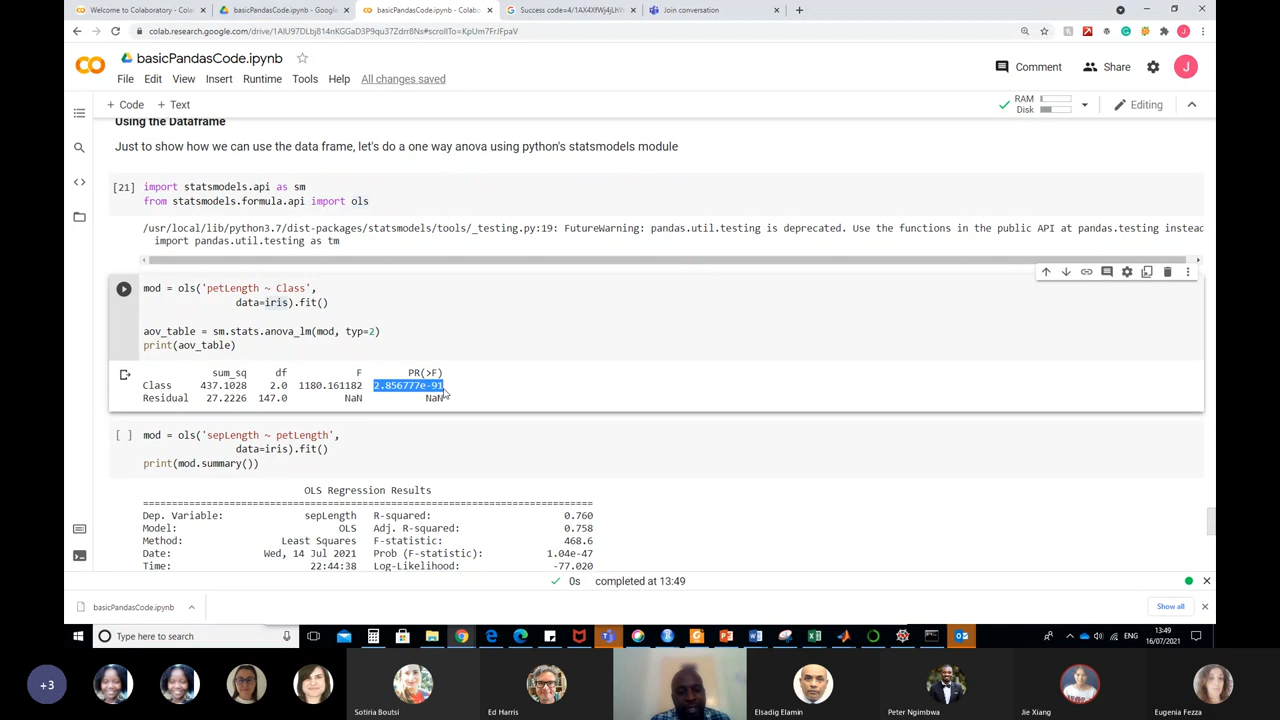 Welcome to Colaboratory - Colab
basicPandasCode.ipynb - Google
basicPandasCode.ipynb - Colabo
Success code=4/1AX4XfWj4jLhW
Join conversation
colab.research.google.com/drive/1AlU97DLbj814nKGGaD3P9qu37Zdrr8Ns#scrollTo=KpUm7FrJFpaV
basicPandasCode.ipynb
Comment
Share
J
File Edit View Insert Runtime Tools Help All changes saved
+ Code + Text
RAM
Disk
Editing
Using the Dataframe
Just to show how we can use the data frame, let's do a one way anova using python's statsmodels module
[21] import statsmodels.api as sm
from statsmodels.formula.api import ols
/usr/local/lib/python3.7/dist-packages/statsmodels/tools/_testing.py:19: FutureWarning: pandas.util.testing is deprecated. Use the functions in the public API at pandas.testing instead
import pandas.util.testing as tm
mod = ols('petLength ~ Class',
data=iris).fit()
aov_table = sm.stats.anova_lm(mod, typ=2)
print(aov_table)
sum_sq df F PR(>F)
Class 437.1028 2.0 1180.161182 2.856777e-91
Residual 27.2226 147.0 NaN NaN
[ ] mod = ols('sepLength ~ petLength',
data=iris).fit()
print(mod.summary())
OLS Regression Results
==============================================================================
Dep. Variable: sepLength R-squared: 0.760
Model: OLS Adj. R-squared: 0.758
Method: Least Squares F-statistic: 468.6
Date: Wed, 14 Jul 2021 Prob (F-statistic): 1.04e-47
Time: 22:44:38 Log-Likelihood: -77.020
0s completed at 13:49
basicPandasCode.ipynb
Show all
Type here to search
ENG
13:49
16/07/2021
+3
Sotiria Boutsi
Ed Harris
Elsadig Elamin
Peter Ngimbwa
Jie Xiang
Eugenia Fezza